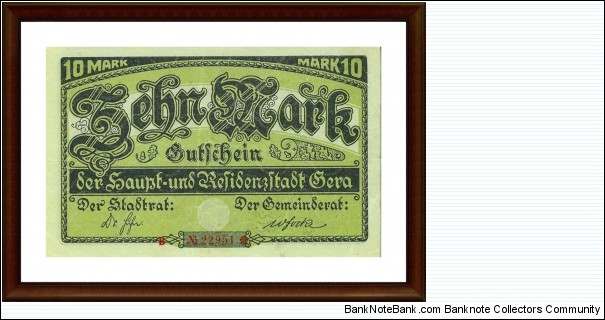 10 MARK MARK 10
Zehn Mark
Gutschein
der Haupt-und Residenzstadt Gera
Der Stadtrat: Der Gemeinderat:
B № 22951
BankNoteBank.com Banknote Collectors Community